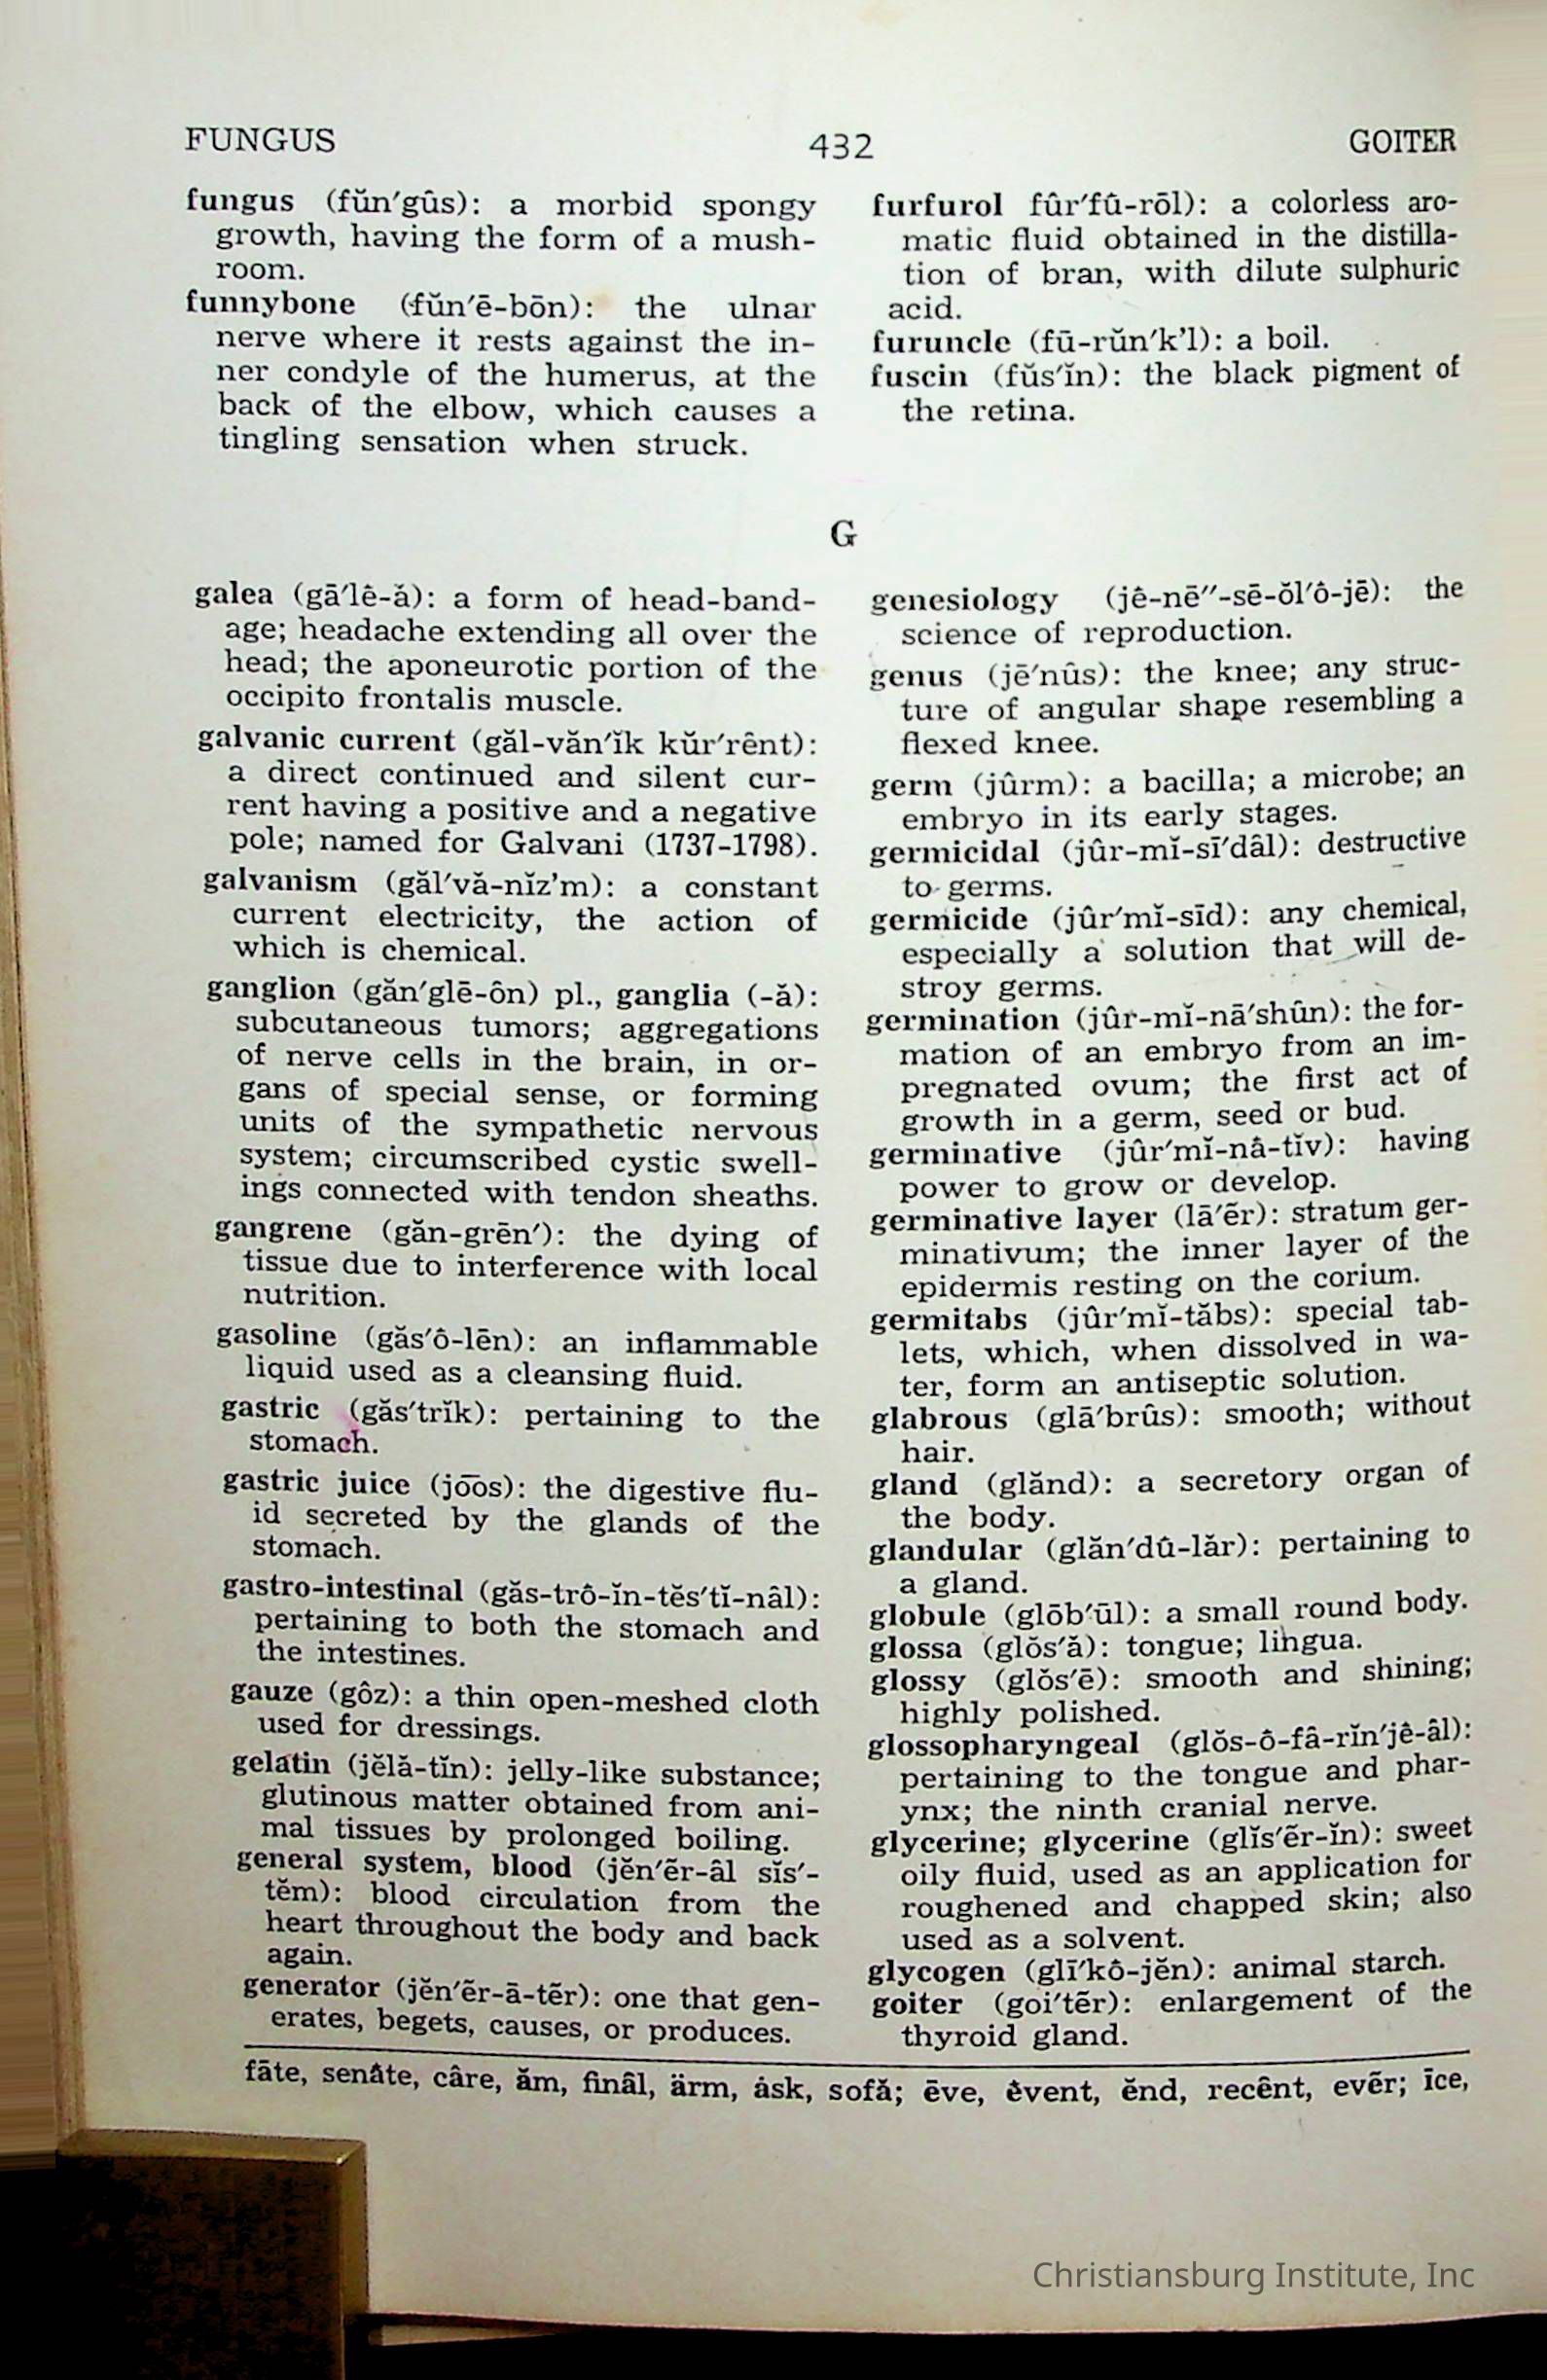 FUNGUS 432 GOITER
fungus (fŭn′gûs): a morbid spongy
growth, having the form of a mush-
room.
funnybone (fŭn′ē-bōn): the ulnar
nerve where it rests against the in-
ner condyle of the humerus, at the
back of the elbow, which causes a
tingling sensation when struck.
furfurol fûr′fû-rōl): a colorless aro-
matic fluid obtained in the distilla-
tion of bran, with dilute sulphuric
acid.
furuncle (fū-rŭn′k’l): a boil.
fuscin (fŭs′ĭn): the black pigment of
the retina.
G
galea (gā′lê-ă): a form of head-band-
age; headache extending all over the
head; the aponeurotic portion of the
occipito frontalis muscle.
galvanic current (găl-văn′ĭk kŭr′rênt):
a direct continued and silent cur-
rent having a positive and a negative
pole; named for Galvani (1737-1798).
galvanism (găl′vă-nĭz’m): a constant
current electricity, the action of
which is chemical.
ganglion (găn′glē-ôn) pl., ganglia (-ă):
subcutaneous tumors; aggregations
of nerve cells in the brain, in or-
gans of special sense, or forming
units of the sympathetic nervous
system; circumscribed cystic swell-
ings connected with tendon sheaths.
gangrene (găn-grēn′): the dying of
tissue due to interference with local
nutrition.
gasoline (găs′ô-lēn): an inflammable
liquid used as a cleansing fluid.
gastric (găs′trĭk): pertaining to the
stomach.
gastric juice (jo͞os): the digestive flu-
id secreted by the glands of the
stomach.
gastro-intestinal (găs-trô-ĭn-tĕs′tĭ-nâl):
pertaining to both the stomach and
the intestines.
gauze (gôz): a thin open-meshed cloth
used for dressings.
gelatin (jĕlă-tĭn): jelly-like substance;
glutinous matter obtained from ani-
mal tissues by prolonged boiling.
general system, blood (jĕn′ẽr-âl sĭs′-
tĕm): blood circulation from the
heart throughout the body and back
again.
generator (jĕn′ẽr-ā-tẽr): one that gen-
erates, begets, causes, or produces.
genesiology (jê-nē″-sē-ŏl′ô-jē): the
science of reproduction.
genus (jē′nûs): the knee; any struc-
ture of angular shape resembling a
flexed knee.
germ (jûrm): a bacilla; a microbe; an
embryo in its early stages.
germicidal (jûr-mĭ-sī′dâl): destructive
to germs.
germicide (jûr′mĭ-sīd): any chemical,
especially a solution that will de-
stroy germs.
germination (jûr-mĭ-nā′shûn): the for-
mation of an embryo from an im-
pregnated ovum; the first act of
growth in a germ, seed or bud.
germinative (jûr′mĭ-nâ-tĭv): having
power to grow or develop.
germinative layer (lā′ẽr): stratum ger-
minativum; the inner layer of the
epidermis resting on the corium.
germitabs (jûr′mĭ-tăbs): special tab-
lets, which, when dissolved in wa-
ter, form an antiseptic solution.
glabrous (glā′brûs): smooth; without
hair.
gland (glănd): a secretory organ of
the body.
glandular (glăn′dû-lăr): pertaining to
a gland.
globule (glōb′ūl): a small round body.
glossa (glŏs′ă): tongue; lingua.
glossy (glŏs′ē): smooth and shining;
highly polished.
glossopharyngeal (glŏs-ô-fâ-rĭn′jê-âl):
pertaining to the tongue and phar-
ynx; the ninth cranial nerve.
glycerine; glycerine (glĭs′ẽr-ĭn): sweet
oily fluid, used as an application for
roughened and chapped skin; also
used as a solvent.
glycogen (glī′kô-jĕn): animal starch.
goiter (goi′tẽr): enlargement of the
thyroid gland.
fāte, senâte, câre, ăm, finâl, ärm, ȧsk, sofă; ēve, êvent, ĕnd, recênt, evẽr; īce,
Christiansburg Institute, Inc